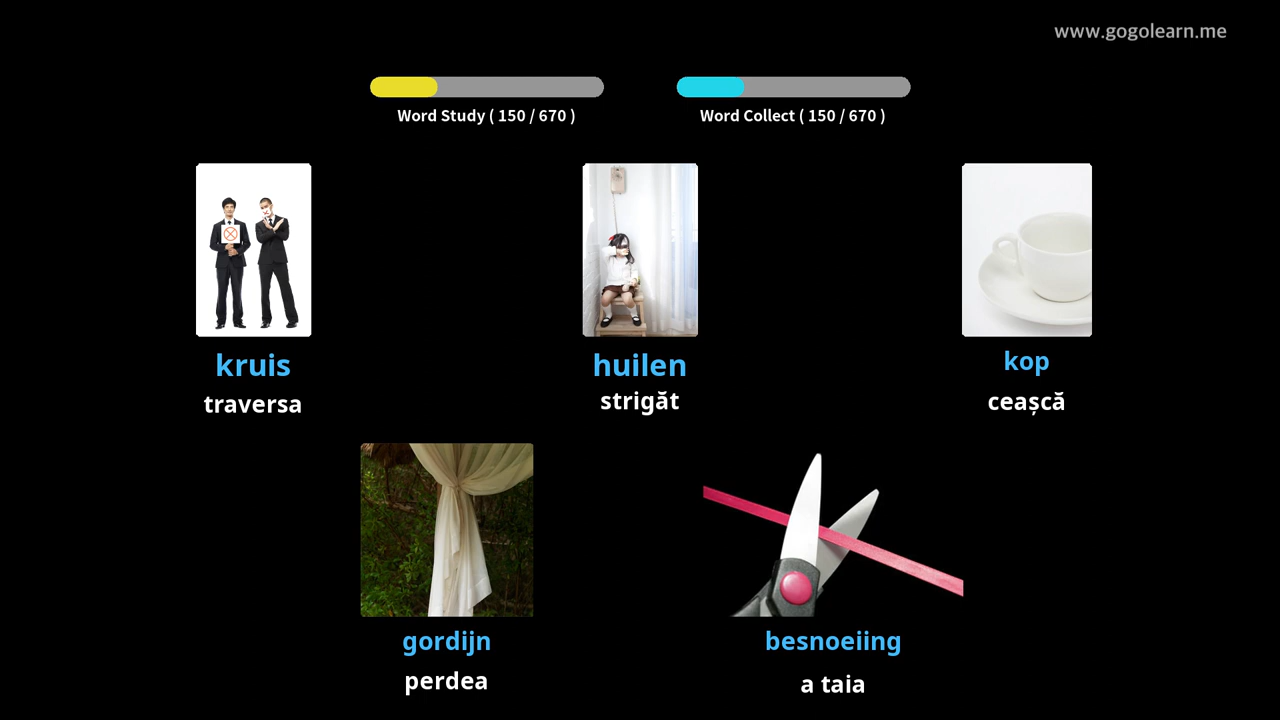 www.gogolearn.me
Word Study ( 150 / 670 )
Word Collect ( 150 / 670 )
kruis
traversa
huilen
strigăt
kop
ceașcă
gordijn
perdea
besnoeiing
a taia